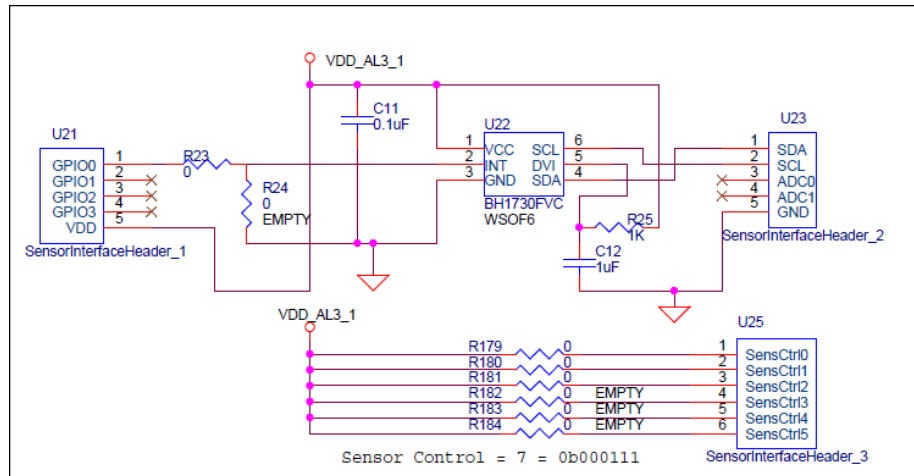 VDD_AL3_1
U21
GPIO0
GPIO1
GPIO2
GPIO3
VDD
1
2
3
4
5
SensorInterfaceHeader_1
R23
0
R24
0
EMPTY
C11
0.1uF
U22
1
2
3
VCC
INT
GND
SCL
DVI
SDA
6
5
4
BH1730FVC
WSOF6
R25
1K
C12
1uF
U23
1
2
3
4
5
SDA
SCL
ADC0
ADC1
GND
SensorInterfaceHeader_2
VDD_AL3_1
U25
R179 0 1 SensCtrl0
R180 0 2 SensCtrl1
R181 0 3 SensCtrl2
R182 0 EMPTY 4 SensCtrl3
R183 0 EMPTY 5 SensCtrl4
R184 0 EMPTY 6 SensCtrl5
SensorInterfaceHeader_3
Sensor Control = 7 = 0b000111